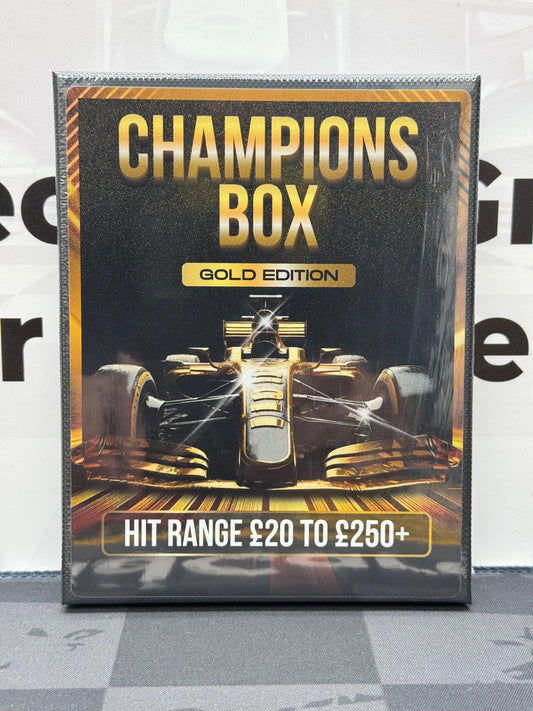 CHAMPIONS
BOX
GOLD EDITION
HIT RANGE £20 TO £250+